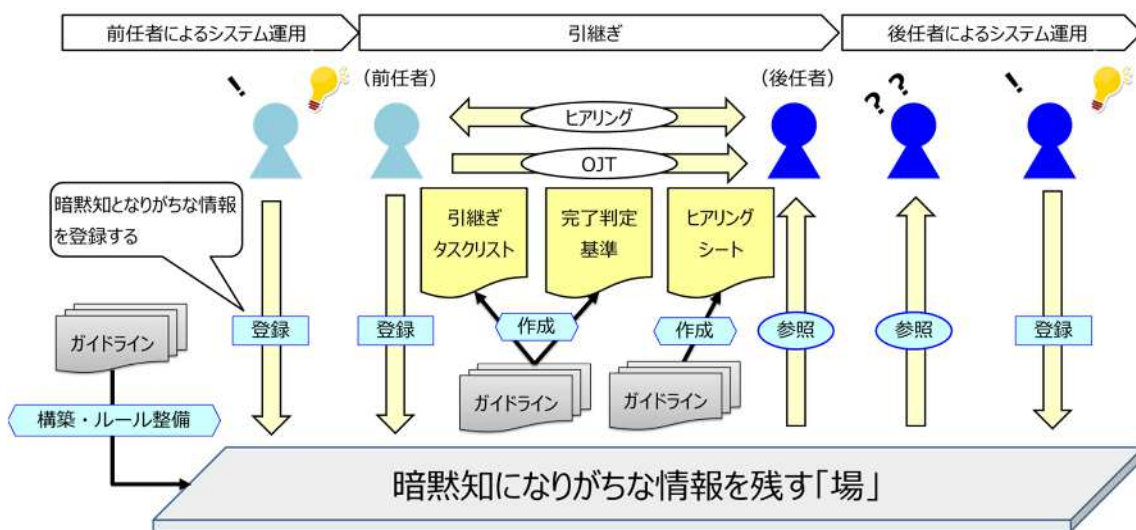 前任者によるシステム運用
引継ぎ
後任者によるシステム運用
!
(前任者)
(後任者)
? ?
!
ヒアリング
OJT
暗黙知となりがちな情報
を登録する
引継ぎ
タスクリスト
完了判定
基準
ヒアリング
シート
ガイドライン
登録
登録
作成
作成
参照
参照
登録
ガイドライン
ガイドライン
構築・ルール整備
暗黙知になりがちな情報を残す「場」